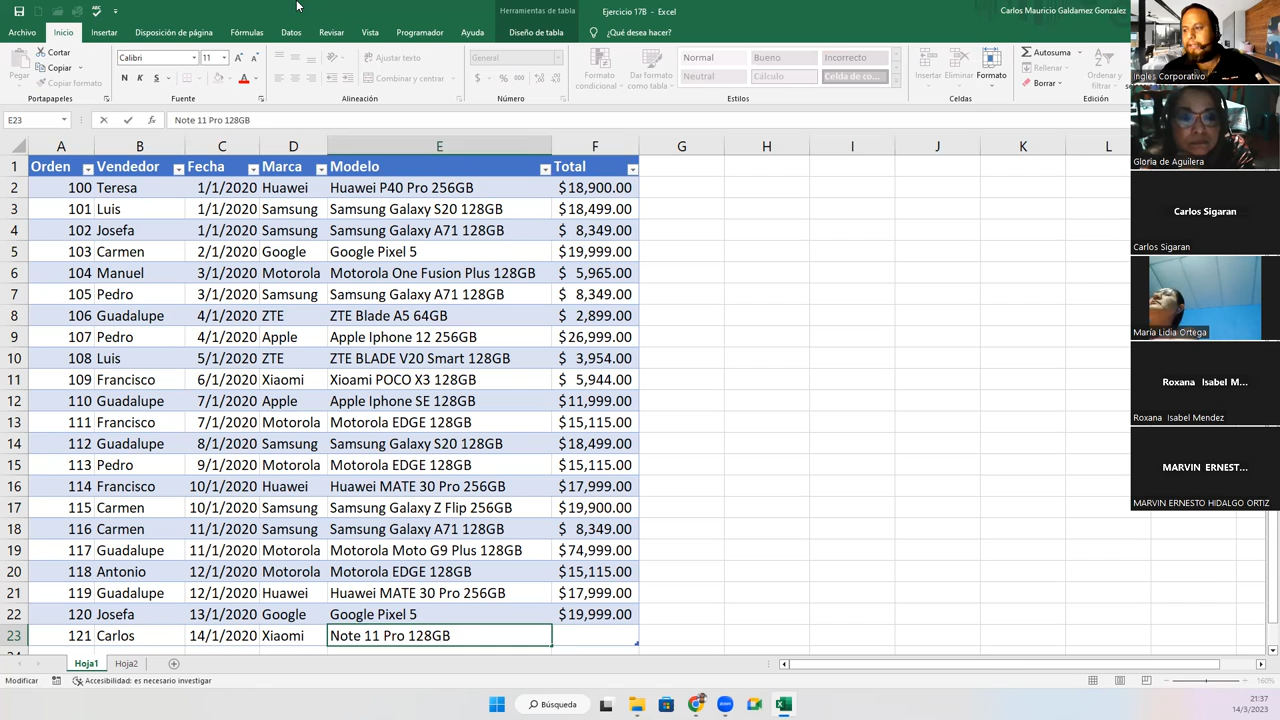 Herramientas de tabla
Ejercicio 17B - Excel
Carlos Mauricio Galdamez Gonzalez
Archivo Inicio Insertar Disposición de página Fórmulas Datos Revisar Vista Programador Ayuda Diseño de tabla ¿Qué desea hacer?
Pegar
Cortar
Copiar
Copiar formato
Portapapeles
Calibri 11
N K S
Fuente
Ajustar texto
Combinar y centrar
Alineación
General
Número
Formato condicional
Dar formato como tabla
Normal Bueno Incorrecto
Neutral Cálculo Celda de co...
Estilos
Insertar Eliminar Formato
Celdas
Autosuma
Rellenar
Borrar
Ordenar y
Edición
E23 fx Note 11 Pro 128GB
A B C D E F G H I J K L
1 Orden Vendedor Fecha Marca Modelo Total
2 100 Teresa 1/1/2020 Huawei Huawei P40 Pro 256GB $18,900.00
3 101 Luis 1/1/2020 Samsung Samsung Galaxy S20 128GB $18,499.00
4 102 Josefa 1/1/2020 Samsung Samsung Galaxy A71 128GB $ 8,349.00
5 103 Carmen 2/1/2020 Google Google Pixel 5 $19,999.00
6 104 Manuel 3/1/2020 Motorola Motorola One Fusion Plus 128GB $ 5,965.00
7 105 Pedro 3/1/2020 Samsung Samsung Galaxy A71 128GB $ 8,349.00
8 106 Guadalupe 4/1/2020 ZTE ZTE Blade A5 64GB $ 2,899.00
9 107 Pedro 4/1/2020 Apple Apple Iphone 12 256GB $26,999.00
10 108 Luis 5/1/2020 ZTE ZTE BLADE V20 Smart 128GB $ 3,954.00
11 109 Francisco 6/1/2020 Xiaomi Xioami POCO X3 128GB $ 5,944.00
12 110 Guadalupe 7/1/2020 Apple Apple Iphone SE 128GB $11,999.00
13 111 Francisco 7/1/2020 Motorola Motorola EDGE 128GB $15,115.00
14 112 Guadalupe 8/1/2020 Samsung Samsung Galaxy S20 128GB $18,499.00
15 113 Pedro 9/1/2020 Motorola Motorola EDGE 128GB $15,115.00
16 114 Francisco 10/1/2020 Huawei Huawei MATE 30 Pro 256GB $17,999.00
17 115 Carmen 10/1/2020 Samsung Samsung Galaxy Z Flip 256GB $19,900.00
18 116 Carmen 11/1/2020 Samsung Samsung Galaxy A71 128GB $ 8,349.00
19 117 Guadalupe 11/1/2020 Motorola Motorola Moto G9 Plus 128GB $74,999.00
20 118 Antonio 12/1/2020 Motorola Motorola EDGE 128GB $15,115.00
21 119 Guadalupe 12/1/2020 Huawei Huawei MATE 30 Pro 256GB $17,999.00
22 120 Josefa 13/1/2020 Google Google Pixel 5 $19,999.00
23 121 Carlos 14/1/2020 Xiaomi Note 11 Pro 128GB
Hoja1 Hoja2
Modificar Accesibilidad: es necesario investigar 160%
Búsqueda
21:37
14/3/2023
Ingles Corporativo
Gloria de Aguilera
Carlos Sigaran
Carlos Sigaran
María Lidia Ortega
Roxana Isabel M...
Roxana Isabel Mendez
MARVIN ERNEST...
MARVIN ERNESTO HIDALGO ORTIZ